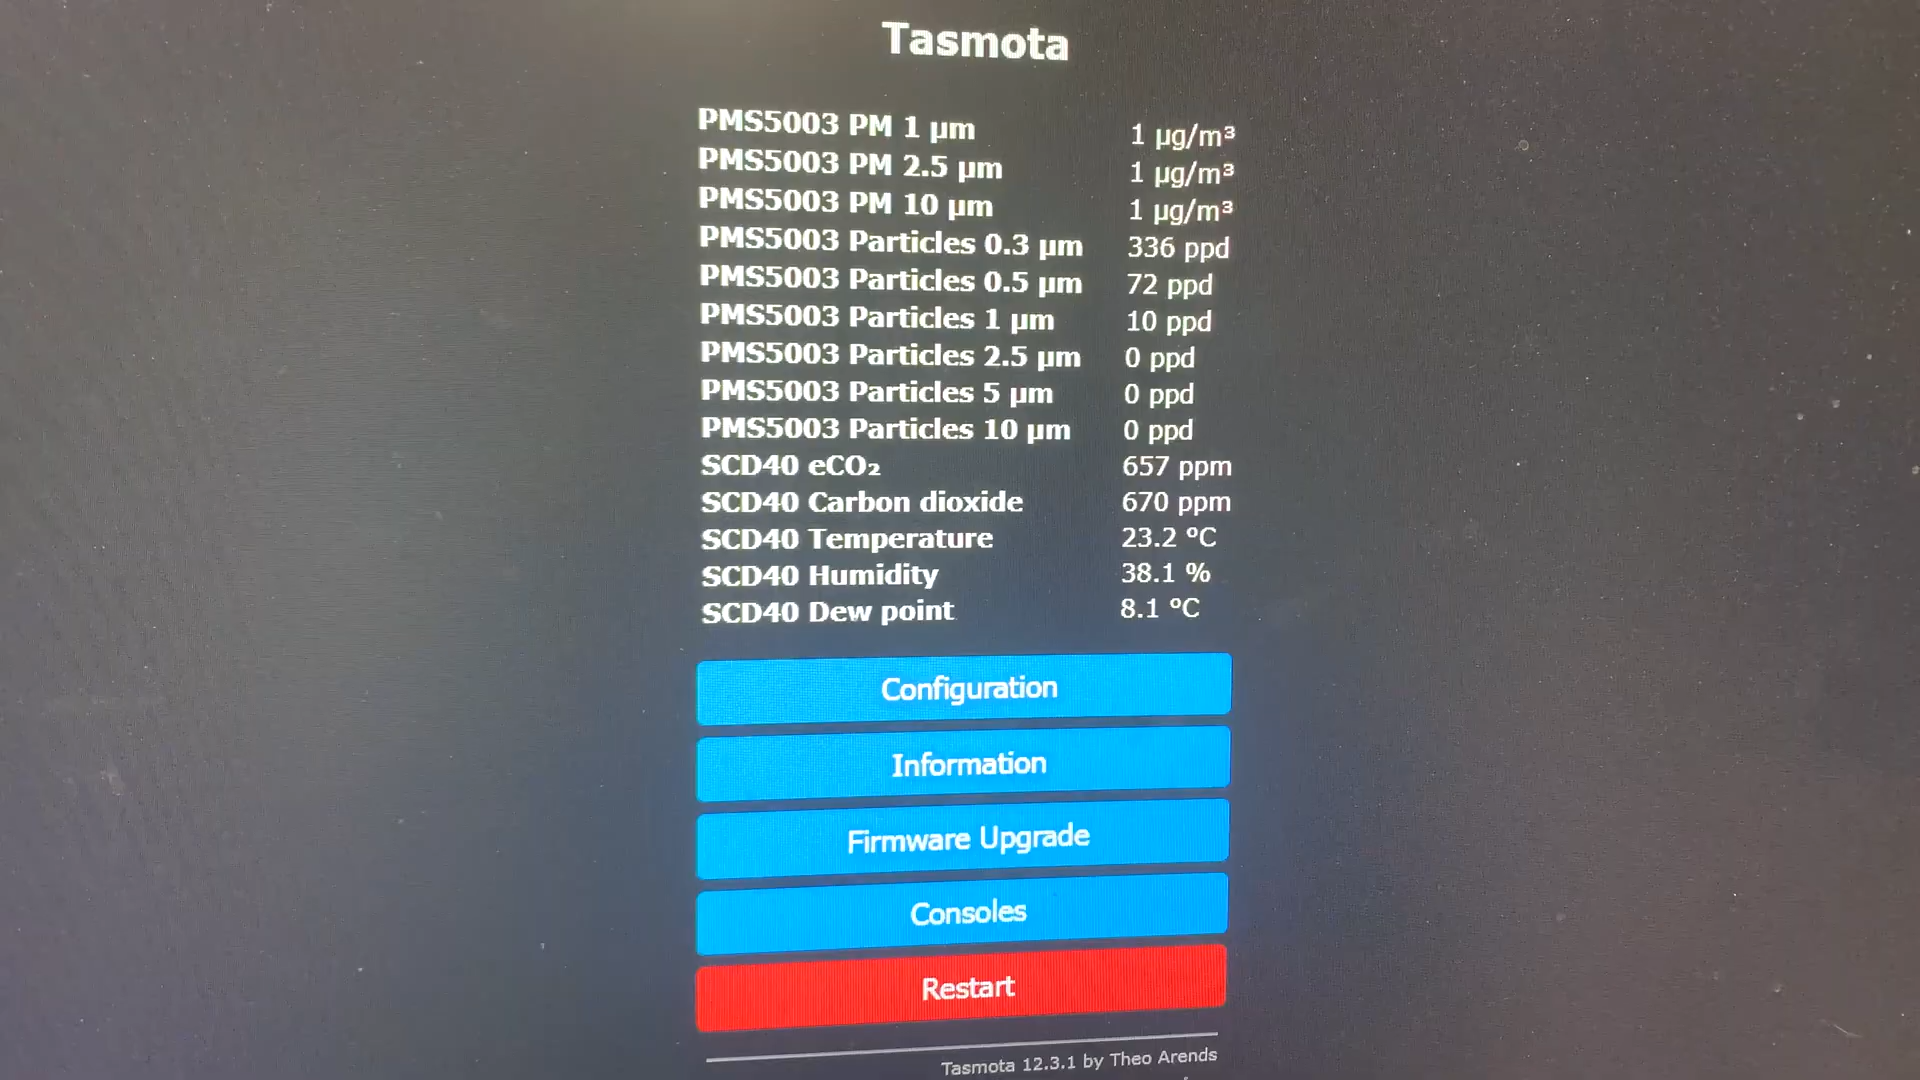 Tasmota
PMS5003 PM 1 µm 1 µg/m³
PMS5003 PM 2.5 µm 1 µg/m³
PMS5003 PM 10 µm 1 µg/m³
PMS5003 Particles 0.3 µm 336 ppd
PMS5003 Particles 0.5 µm 72 ppd
PMS5003 Particles 1 µm 10 ppd
PMS5003 Particles 2.5 µm 0 ppd
PMS5003 Particles 5 µm 0 ppd
PMS5003 Particles 10 µm 0 ppd
SCD40 eCO₂ 657 ppm
SCD40 Carbon dioxide 670 ppm
SCD40 Temperature 23.2 °C
SCD40 Humidity 38.1 %
SCD40 Dew point 8.1 °C
Configuration
Information
Firmware Upgrade
Consoles
Restart
Tasmota 12.3.1 by Theo Arends